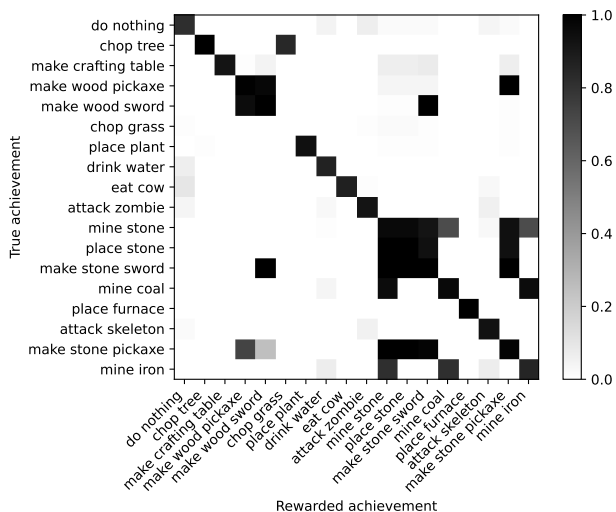 do nothing
chop tree
make crafting table
make wood pickaxe
make wood sword
chop grass
place plant
drink water
eat cow
attack zombie
mine stone
place stone
make stone sword
mine coal
place furnace
attack skeleton
make stone pickaxe
mine iron
True achievement
do nothing
chop tree
make crafting table
make wood pickaxe
make wood sword
chop grass
place plant
drink water
eat cow
attack zombie
mine stone
place stone
make stone sword
mine coal
place furnace
attack skeleton
make stone pickaxe
mine iron
Rewarded achievement
1.0
0.8
0.6
0.4
0.2
0.0